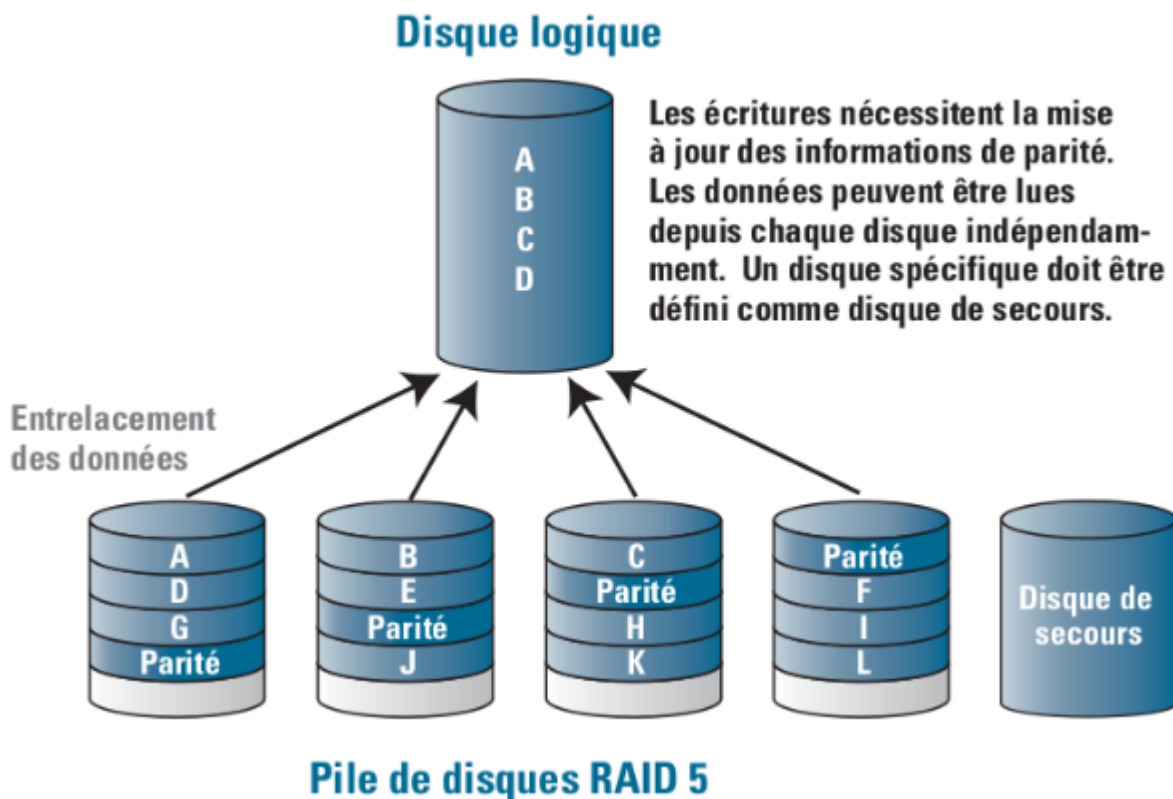 Disque logique
A
B
C
D
Les écritures nécessitent la mise
à jour des informations de parité.
Les données peuvent être lues
depuis chaque disque indépendam-
ment. Un disque spécifique doit être
défini comme disque de secours.
Entrelacement
des données
A
D
G
Parité
B
E
Parité
J
C
Parité
H
K
Parité
F
I
L
Disque de
secours
Pile de disques RAID 5